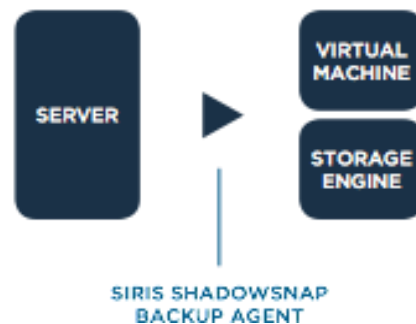 SERVER
VIRTUAL
MACHINE
STORAGE
ENGINE
SIRIS SHADOWSNAP
BACKUP AGENT